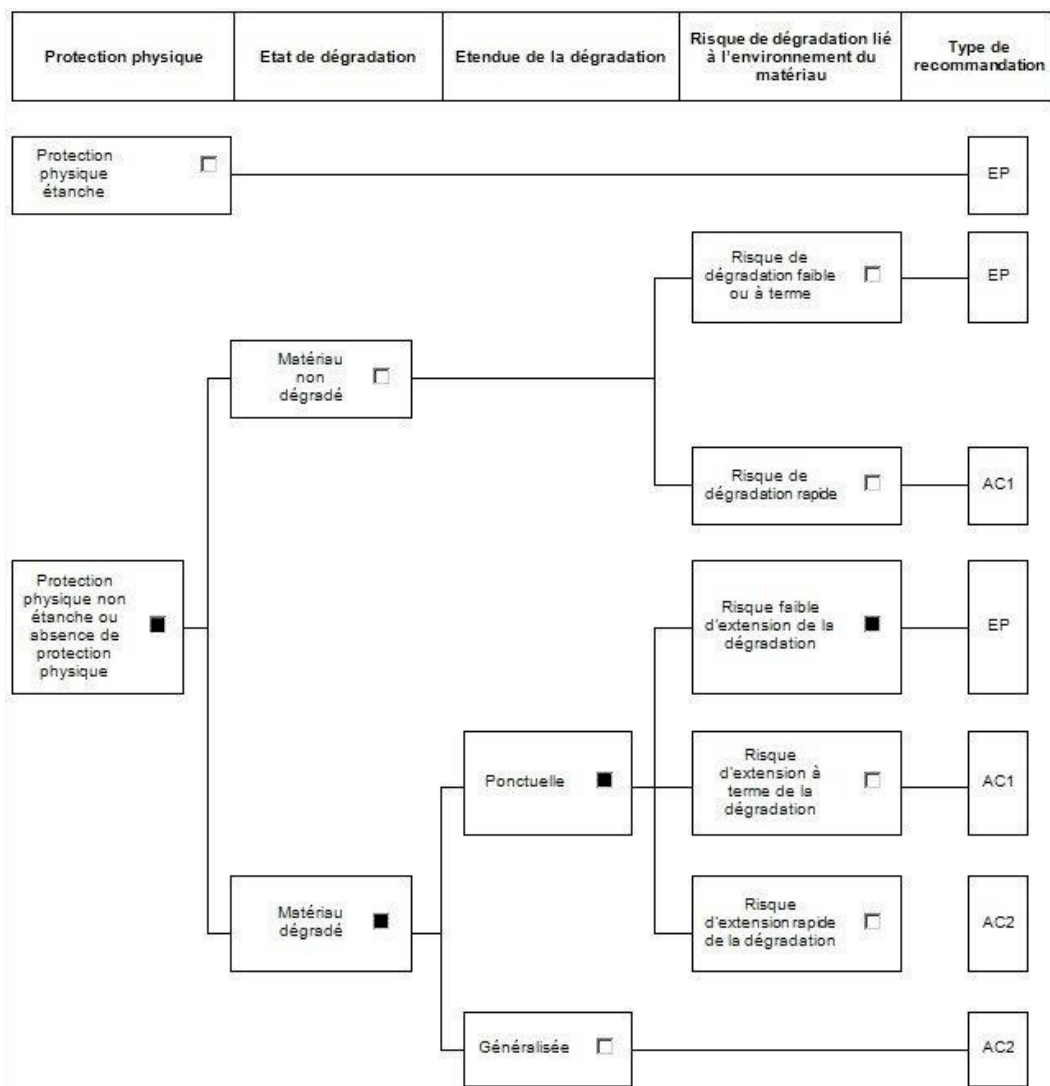 Protection physique
Etat de dégradation
Etendue de la dégradation
Risque de dégradation lié
à l'environnement du
matériau
Type de
recommandation
Protection
physique
étanche
EP
Risque de
dégradation faible
ou à terme
EP
Matériau
non
dégradé
Risque de
dégradation rapide
AC1
Protection
physique non
étanche ou
absence de
protection
physique
Risque faible
d'extension de la
dégradation
EP
Ponctuelle
Risque
d'extension à
terme de la
dégradation
AC1
Matériau
dégradé
Risque
d'extension rapide
de la dégradation
AC2
Généralisée
AC2